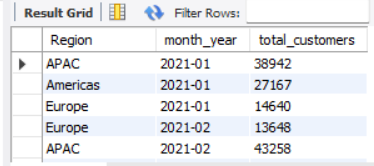 Result Grid Filter Rows:
Region month_year total_customers
APAC 2021-01 38942
Americas 2021-01 27167
Europe 2021-01 14640
Europe 2021-02 13648
APAC 2021-02 43258